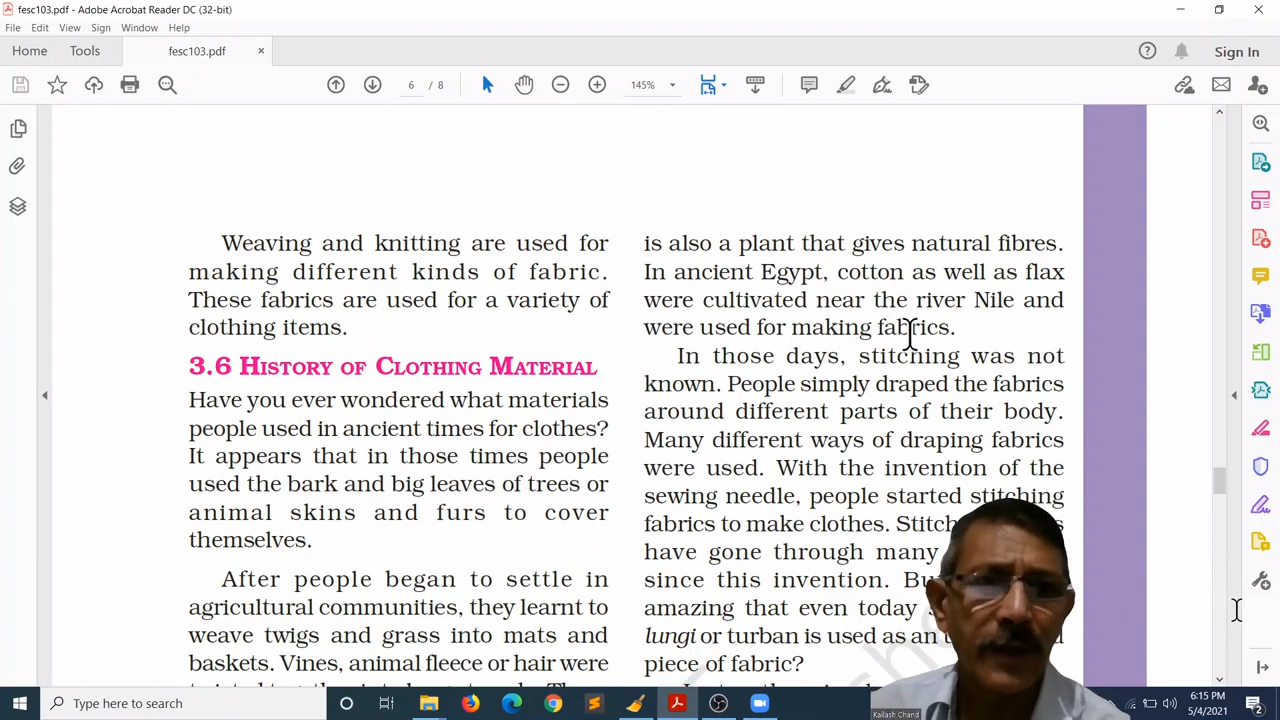 fesc103.pdf - Adobe Acrobat Reader DC (32-bit)
File Edit View Sign Window Help
Home Tools fesc103.pdf × Sign In
6 / 8 145%
Weaving and knitting are used for
making different kinds of fabric.
These fabrics are used for a variety of
clothing items.
3.6 HISTORY OF CLOTHING MATERIAL
Have you ever wondered what materials
people used in ancient times for clothes?
It appears that in those times people
used the bark and big leaves of trees or
animal skins and furs to cover
themselves.
After people began to settle in
agricultural communities, they learnt to
weave twigs and grass into mats and
baskets. Vines, animal fleece or hair were
is also a plant that gives natural fibres.
In ancient Egypt, cotton as well as flax
were cultivated near the river Nile and
were used for making fabrics.
In those days, stitching was not
known. People simply draped the fabrics
around different parts of their body.
Many different ways of draping fabrics
were used. With the invention of the
sewing needle, people started stitching
fabrics to make clothes. Stitch
have gone through many
since this invention. Bu
amazing that even today
lungi or turban is used as an
piece of fabric?
Kailash Chand
Type here to search
6:15 PM
5/4/2021
2